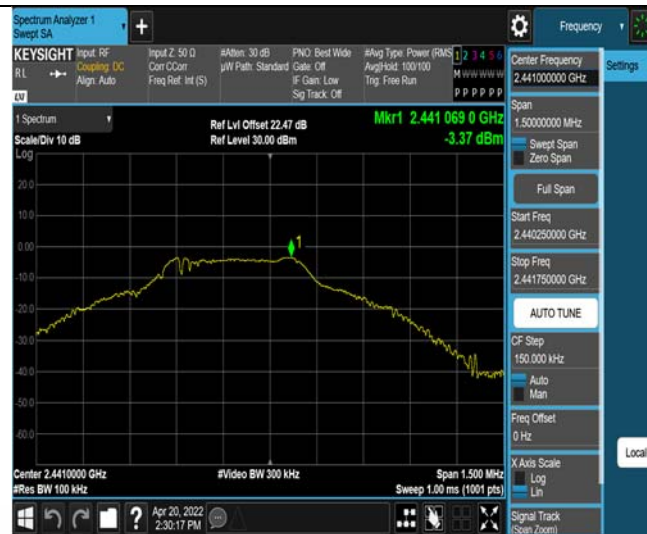 Spectrum Analyzer 1
Swept SA
+
Frequency
KEYSIGHT
RL
LXI
Input: RF
Coupling: DC
Align: Auto
Input Z: 50 Ω
Corr CCorr
Freq Ref: Int (S)
#Atten: 30 dB
µW Path: Standard
PNO: Best Wide
Gate: Off
IF Gain: Low
Sig Track: Off
#Avg Type: Power (RMS
Avg|Hold: 100/100
Trig: Free Run
1 2 3 4 5 6
M W W W W W
P P P P P P
Center Frequency
2.441000000 GHz
Settings
Span
1.50000000 MHz
Swept Span
Zero Span
Full Span
Start Freq
2.440250000 GHz
Stop Freq
2.441750000 GHz
AUTO TUNE
CF Step
150.000 kHz
Auto
Man
Freq Offset
0 Hz
X Axis Scale
Log
Lin
Local
Signal Track
(Span Zoom)
1 Spectrum
Scale/Div 10 dB
Log
Ref Lvl Offset 22.47 dB
Ref Level 30.00 dBm
Mkr1 2.441 069 0 GHz
-3.37 dBm
20.0
10.0
0.00
-10.0
-20.0
-30.0
-40.0
-50.0
-60.0
1
Center 2.4410000 GHz
#Res BW 100 kHz
#Video BW 300 kHz
Span 1.500 MHz
Sweep 1.00 ms (1001 pts)
?
Apr 20, 2022
2:30:17 PM